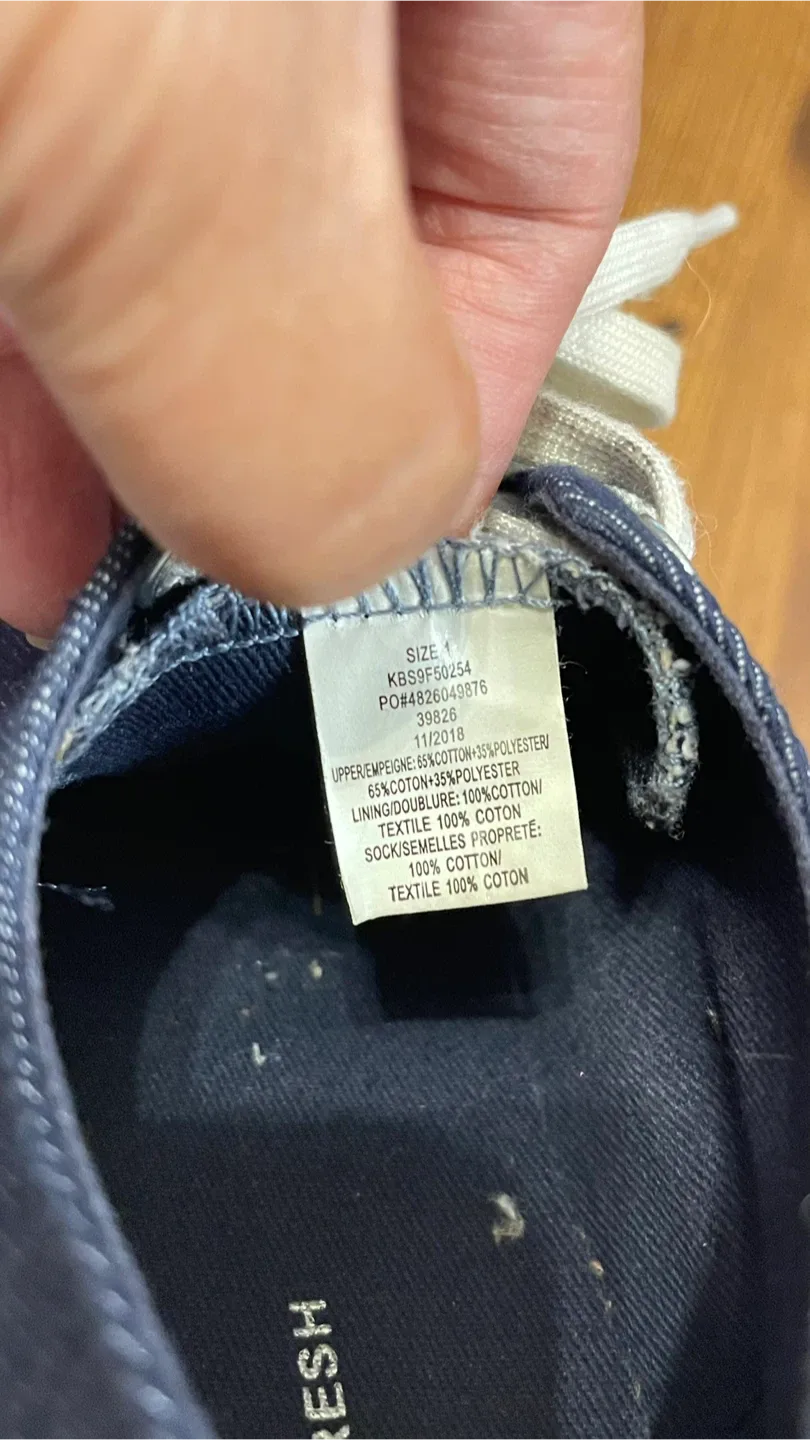 SIZE 1
KBS9F50254
PO#4826049876
39826
11/2018
UPPER/EMPEIGNE: 65%COTTON+35%POLYESTER/
65%COTON+35%POLYESTER
LINING/DOUBLURE: 100%COTTON/
TEXTILE 100% COTON
SOCK/SEMELLES PROPRETÉ:
100% COTTON/
TEXTILE 100% COTON
RESH